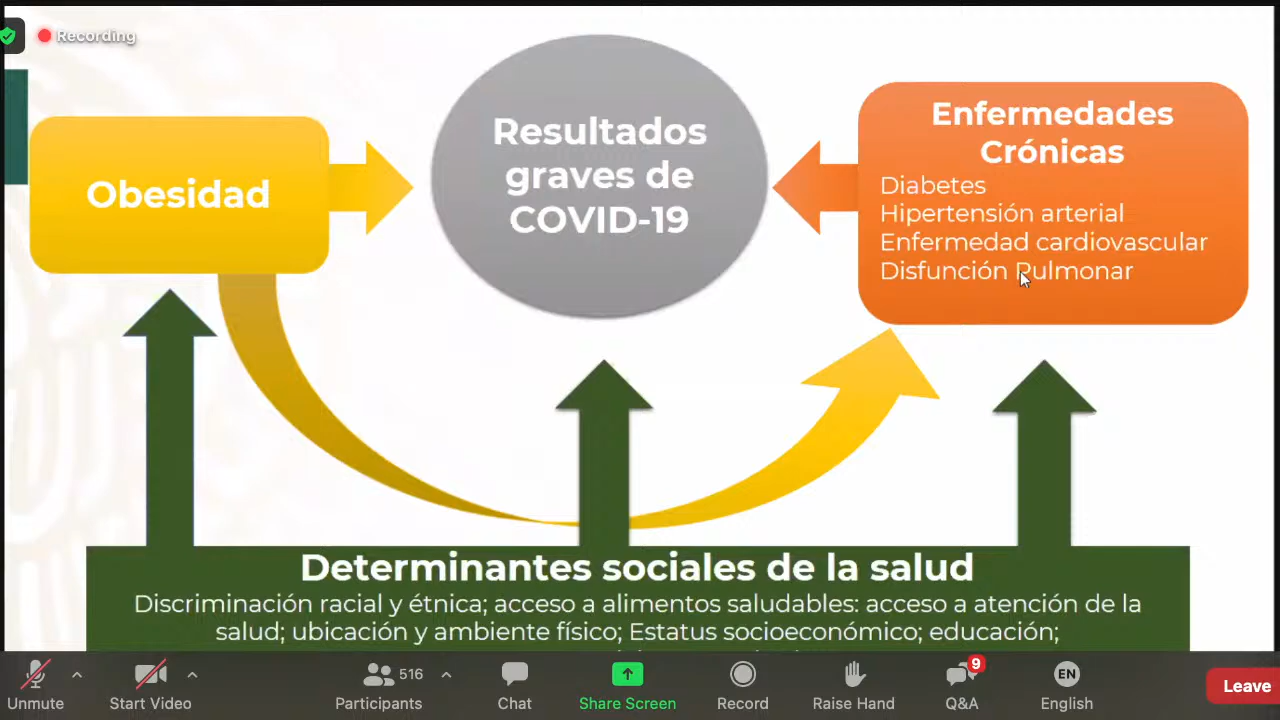 Recording
Obesidad
Resultados
graves de
COVID-19
Enfermedades
Crónicas
Diabetes
Hipertensión arterial
Enfermedad cardiovascular
Disfunción Pulmonar
Determinantes sociales de la salud
Discriminación racial y étnica; acceso a alimentos saludables: acceso a atención de la
salud; ubicación y ambiente físico; Estatus socioeconómico; educación;
Unmute
Start Video
516
Participants
Chat
Share Screen
Record
Raise Hand
9
Q&A
EN
English
Leave